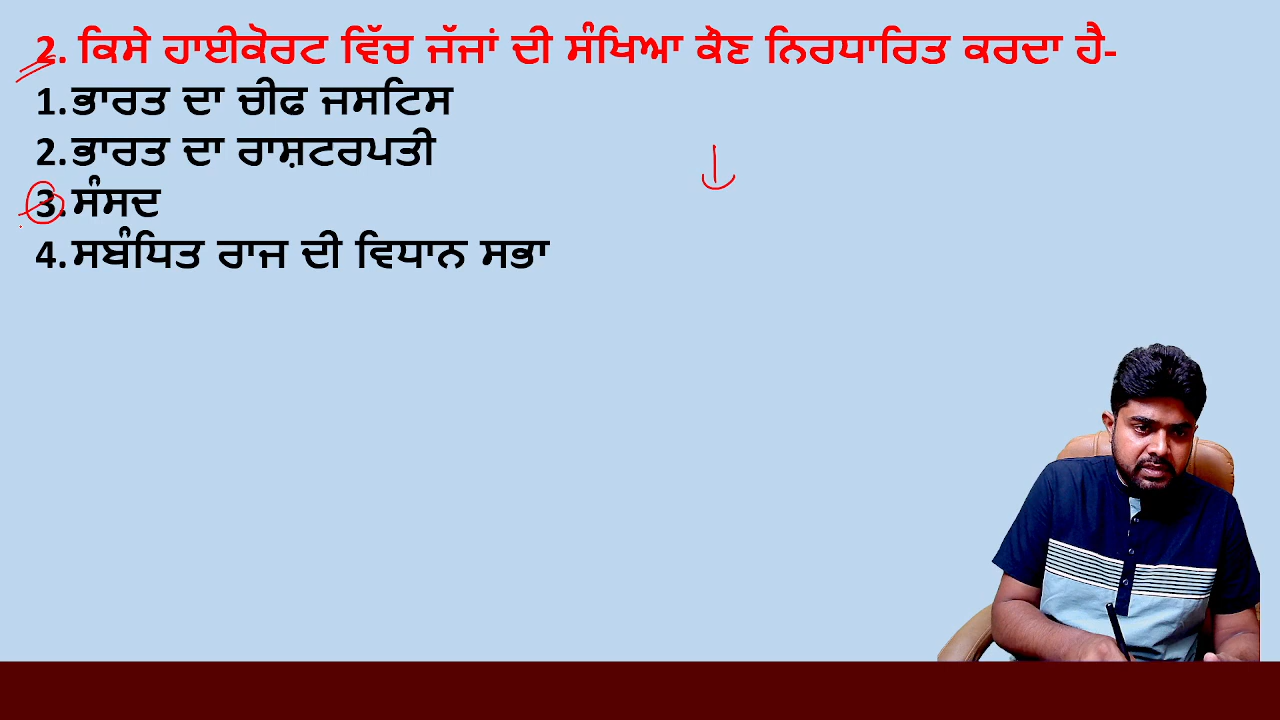 2. ਕਿਸੇ ਹਾਈਕੋਰਟ ਵਿੱਚ ਜੱਜਾਂ ਦੀ ਸੰਖਿਆ ਕੋਣ ਨਿਰਧਾਰਿਤ ਕਰਦਾ ਹੈ-
1. ਭਾਰਤ ਦਾ ਚੀਫ ਜਸਟਿਸ
2. ਭਾਰਤ ਦਾ ਰਾਸ਼ਟਰਪਤੀ
3. ਸੰਸਦ
4. ਸਬੰਧਿਤ ਰਾਜ ਦੀ ਵਿਧਾਨ ਸਭਾ